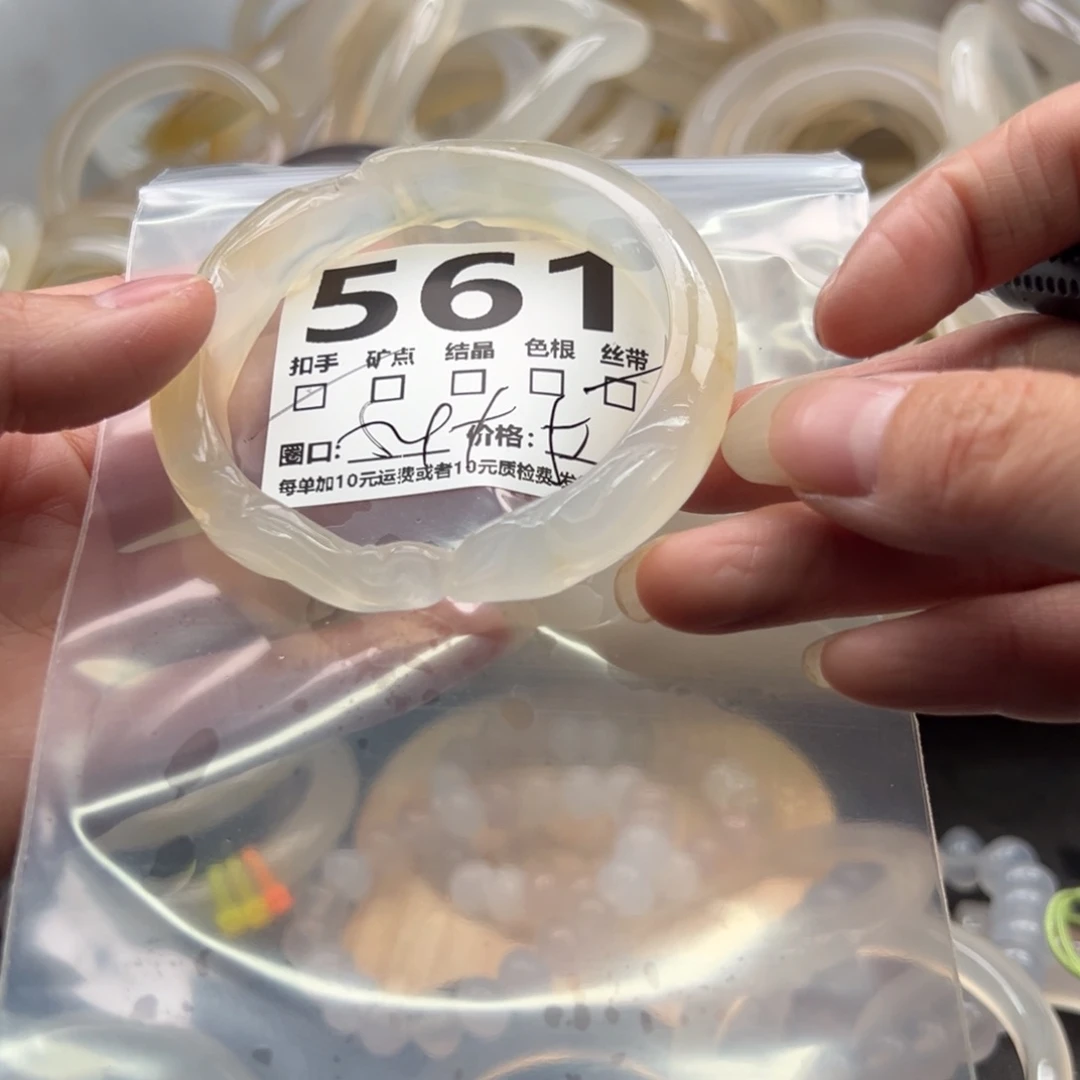 561
扣手 矿点 结晶 色根 丝带
圈口: 价格:
每单加10元运费或者10元质检费